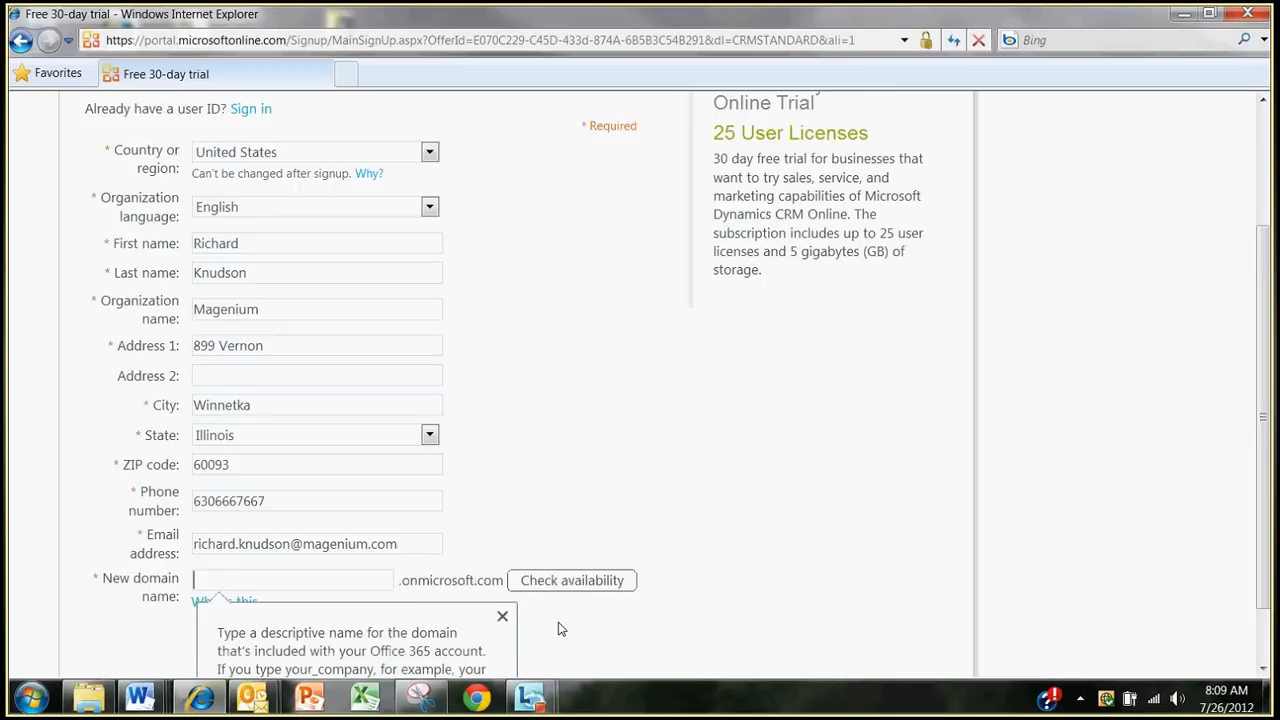 Free 30-day trial - Windows Internet Explorer
https://portal.microsoftonline.com/Signup/MainSignUp.aspx?OfferId=E070C229-C45D-433d-874A-6B5B3C54B291&dl=CRMSTANDARD&ali=1
Bing
Favorites
Free 30-day trial
Already have a user ID? Sign in
* Required
* Country or region:
United States
Can't be changed after signup. Why?
* Organization language:
English
* First name:
Richard
* Last name:
Knudson
* Organization name:
Magenium
* Address 1:
899 Vernon
Address 2:
* City:
Winnetka
* State:
Illinois
* ZIP code:
60093
* Phone number:
6306667667
* Email address:
richard.knudson@magenium.com
* New domain name:
.onmicrosoft.com
Check availability
Type a descriptive name for the domain
that's included with your Office 365 account.
If you type your_company, for example, your
Online Trial
25 User Licenses
30 day free trial for businesses that
want to try sales, service, and
marketing capabilities of Microsoft
Dynamics CRM Online. The
subscription includes up to 25 user
licenses and 5 gigabytes (GB) of
storage.
8:09 AM
7/26/2012